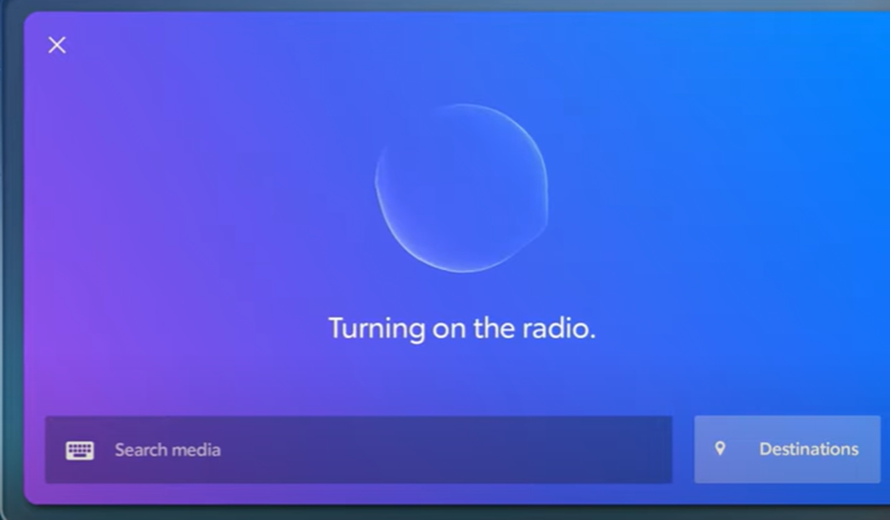 Turning on the radio.
Search media
Destinations